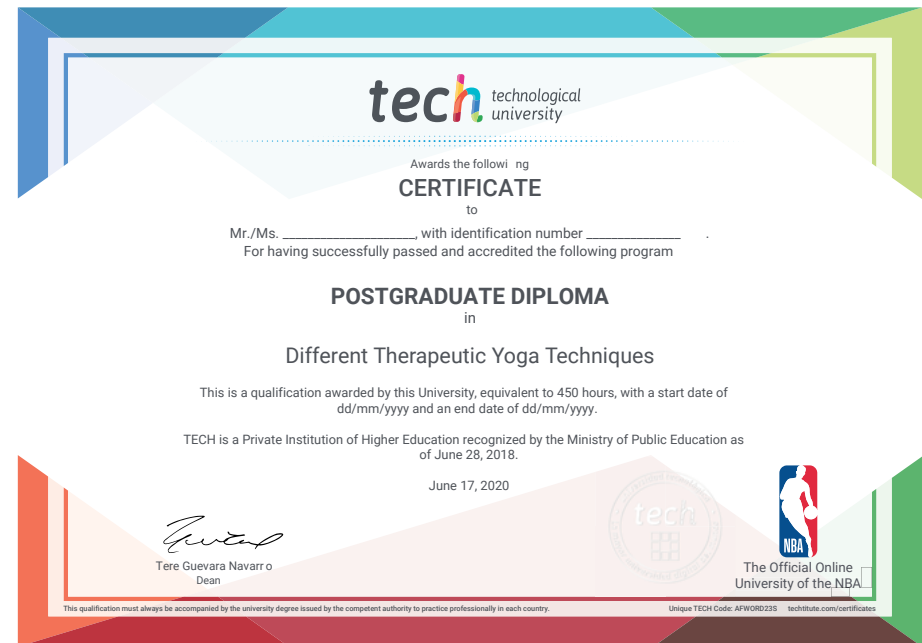 tech technological
university
Awards the followi ng
CERTIFICATE
to
Mr./Ms. ____________________, with identification number ______________ .
For having successfully passed and accredited the following program
POSTGRADUATE DIPLOMA
in
Different Therapeutic Yoga Techniques
This is a qualification awarded by this University, equivalent to 450 hours, with a start date of
dd/mm/yyyy and an end date of dd/mm/yyyy.
TECH is a Private Institution of Higher Education recognized by the Ministry of Public Education as
of June 28, 2018.
June 17, 2020
tech
NBA
Tere Guevara Navarr o
Dean
The Official Online
University of the NBA
This qualification must always be accompanied by the university degree issued by the competent authority to practice professionally in each country.
Unique TECH Code: AFWORD23S techtitute.com/certificates